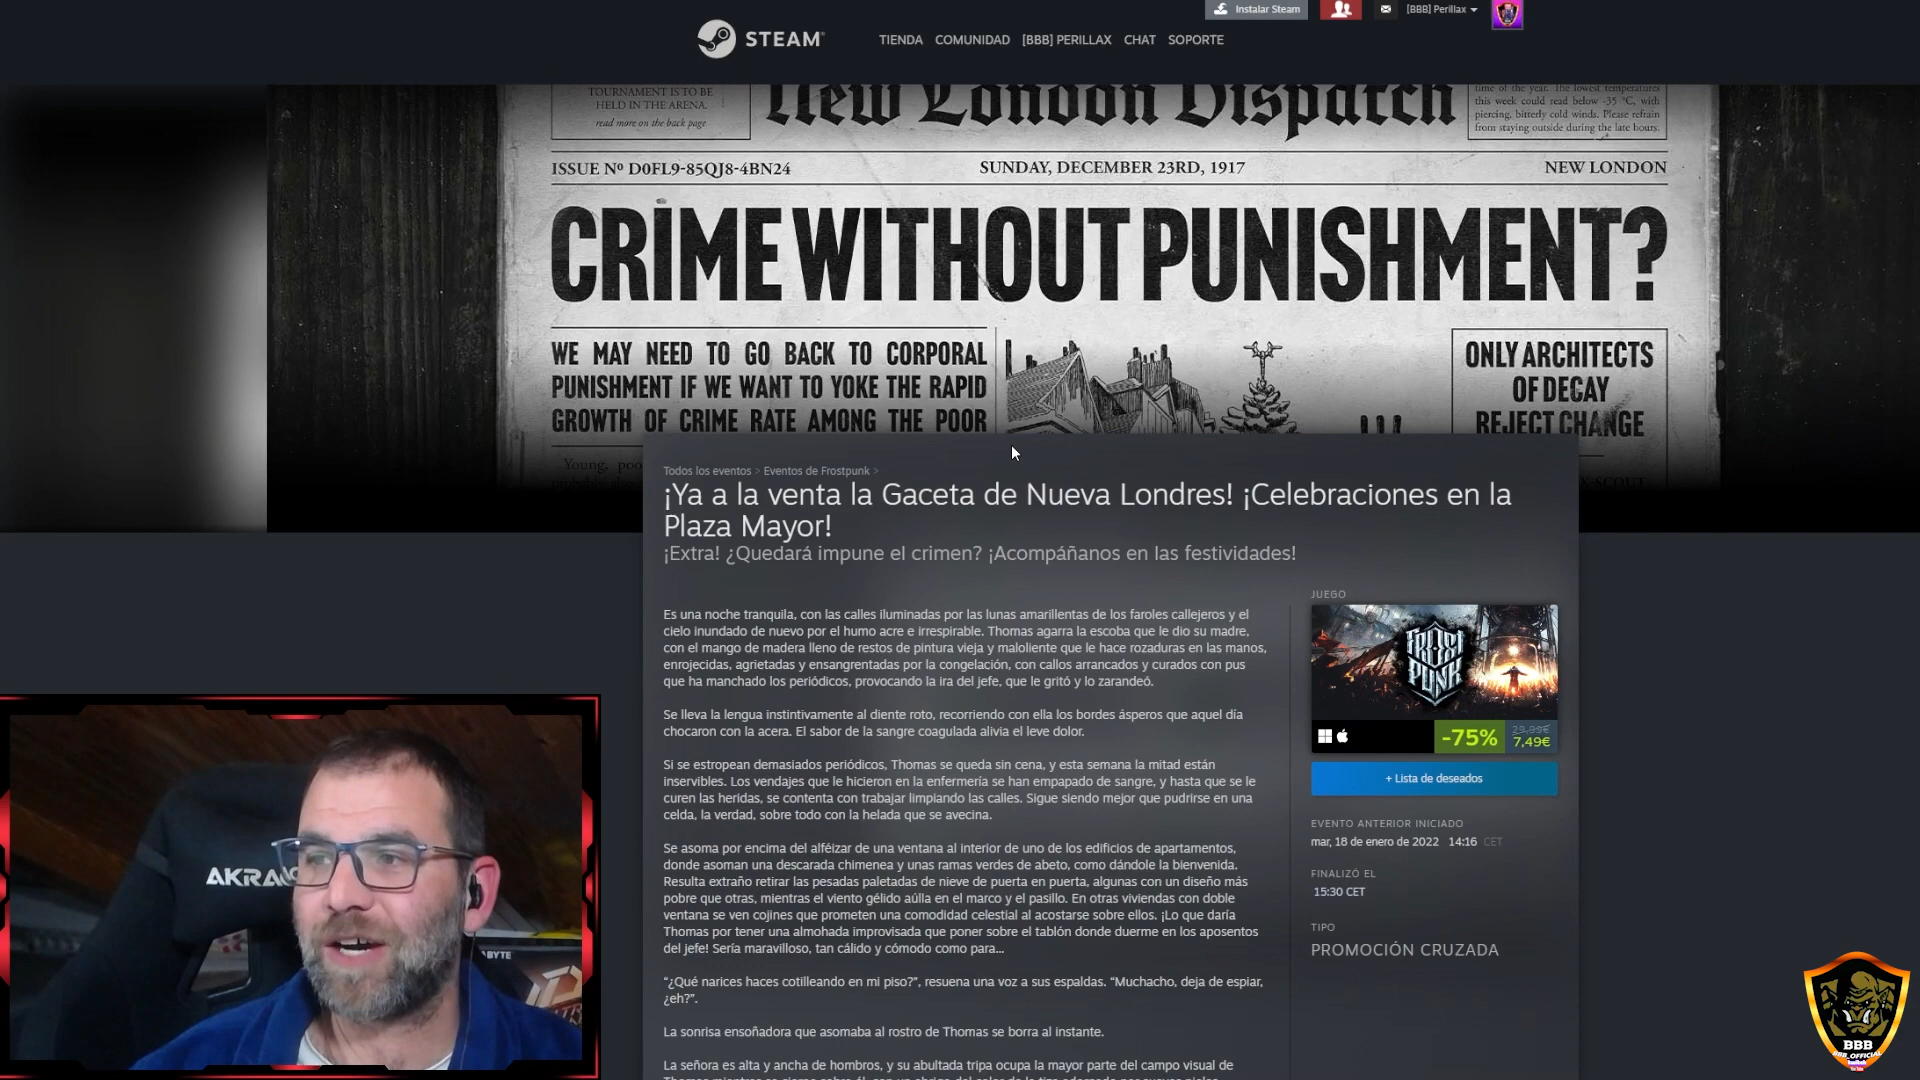 Instalar Steam
[BBB] Perillax
STEAM
TIENDA COMUNIDAD [BBB] PERILLAX CHAT SOPORTE
TOURNAMENT IS TO BE
HELD IN THE ARENA.
read more on the back page
New London Dispatch
time of the year. The lowest temperatures
this week could read below -35 °C, with
piercing, bitterly cold winds. Please refrain
from staying outside during the late hours.
ISSUE Nº D0FL9-85QJ8-4BN24
SUNDAY, DECEMBER 23RD, 1917
NEW LONDON
CRIME WITHOUT PUNISHMENT?
WE MAY NEED TO GO BACK TO CORPORAL
PUNISHMENT IF WE WANT TO YOKE THE RAPID
GROWTH OF CRIME RATE AMONG THE POOR
ONLY ARCHITECTS
OF DECAY
REJECT CHANGE
Young, poo
X-SCOUT
Todos los eventos > Eventos de Frostpunk >
¡Ya a la venta la Gaceta de Nueva Londres! ¡Celebraciones en la
Plaza Mayor!
¡Extra! ¿Quedará impune el crimen? ¡Acompáñanos en las festividades!
Es una noche tranquila, con las calles iluminadas por las lunas amarillentas de los faroles callejeros y el
cielo inundado de nuevo por el humo acre e irrespirable. Thomas agarra la escoba que le dio su madre,
con el mango de madera lleno de restos de pintura vieja y maloliente que le hace rozaduras en las manos,
enrojecidas, agrietadas y ensangrentadas por la congelación, con callos arrancados y curados con pus
que ha manchado los periódicos, provocando la ira del jefe, que le gritó y lo zarandeó.
Se lleva la lengua instintivamente al diente roto, recorriendo con ella los bordes ásperos que aquel día
chocaron con la acera. El sabor de la sangre coagulada alivia el leve dolor.
Si se estropean demasiados periódicos, Thomas se queda sin cena, y esta semana la mitad están
inservibles. Los vendajes que le hicieron en la enfermería se han empapado de sangre, y hasta que se le
curen las heridas, se contenta con trabajar limpiando las calles. Sigue siendo mejor que pudrirse en una
celda, la verdad, sobre todo con la helada que se avecina.
Se asoma por encima del alféizar de una ventana al interior de uno de los edificios de apartamentos,
donde asoman una descarada chimenea y unas ramas verdes de abeto, como dándole la bienvenida.
Resulta extraño retirar las pesadas paletadas de nieve de puerta en puerta, algunas con un diseño más
pobre que otras, mientras el viento gélido aúlla en el marco y el pasillo. En otras viviendas con doble
ventana se ven cojines que prometen una comodidad celestial al acostarse sobre ellos. ¡Lo que daría
Thomas por tener una almohada improvisada que poner sobre el tablón donde duerme en los aposentos
del jefe! Sería maravilloso, tan cálido y cómodo como para...
“¿Qué narices haces cotilleando en mi piso?”, resuena una voz a sus espaldas. “Muchacho, deja de espiar,
¿eh?”.
La sonrisa ensoñadora que asomaba al rostro de Thomas se borra al instante.
La señora es alta y ancha de hombros, y su abultada tripa ocupa la mayor parte del campo visual de
JUEGO
FROST
PUNK
-75%
29,99€
7,49€
+ Lista de deseados
EVENTO ANTERIOR INICIADO
mar, 18 de enero de 2022 14:16 CET
FINALIZÓ EL
15:30 CET
TIPO
PROMOCIÓN CRUZADA
AKRAC
ABYTE
BBB
BBB_OFFICIAL